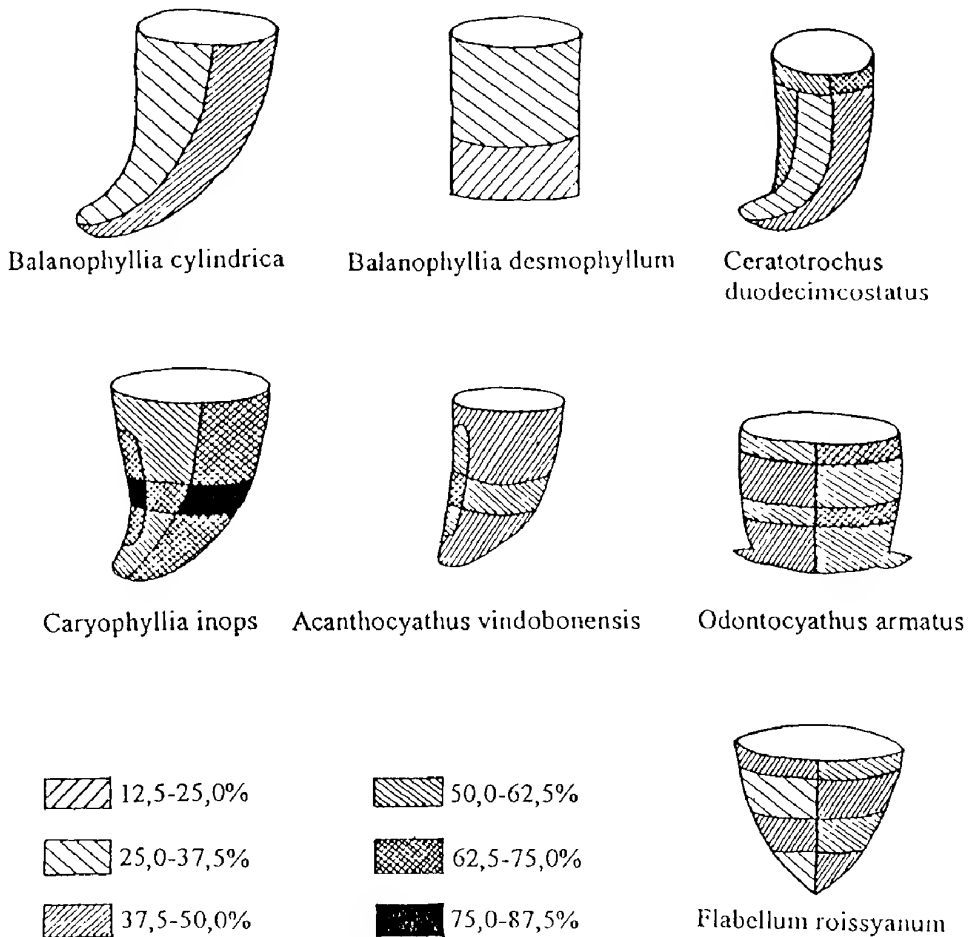 Balanophyllia cylindrica
Balanophyllia desmophyllum
Ceratotrochus
duodecimcostatus
Caryophyllia inops
Acanthocyathus vindobonensis
Odontocyathus armatus
12,5-25,0%
50,0-62,5%
25,0-37,5%
62,5-75,0%
37,5-50,0%
75,0-87,5%
Flabellum roissyanum